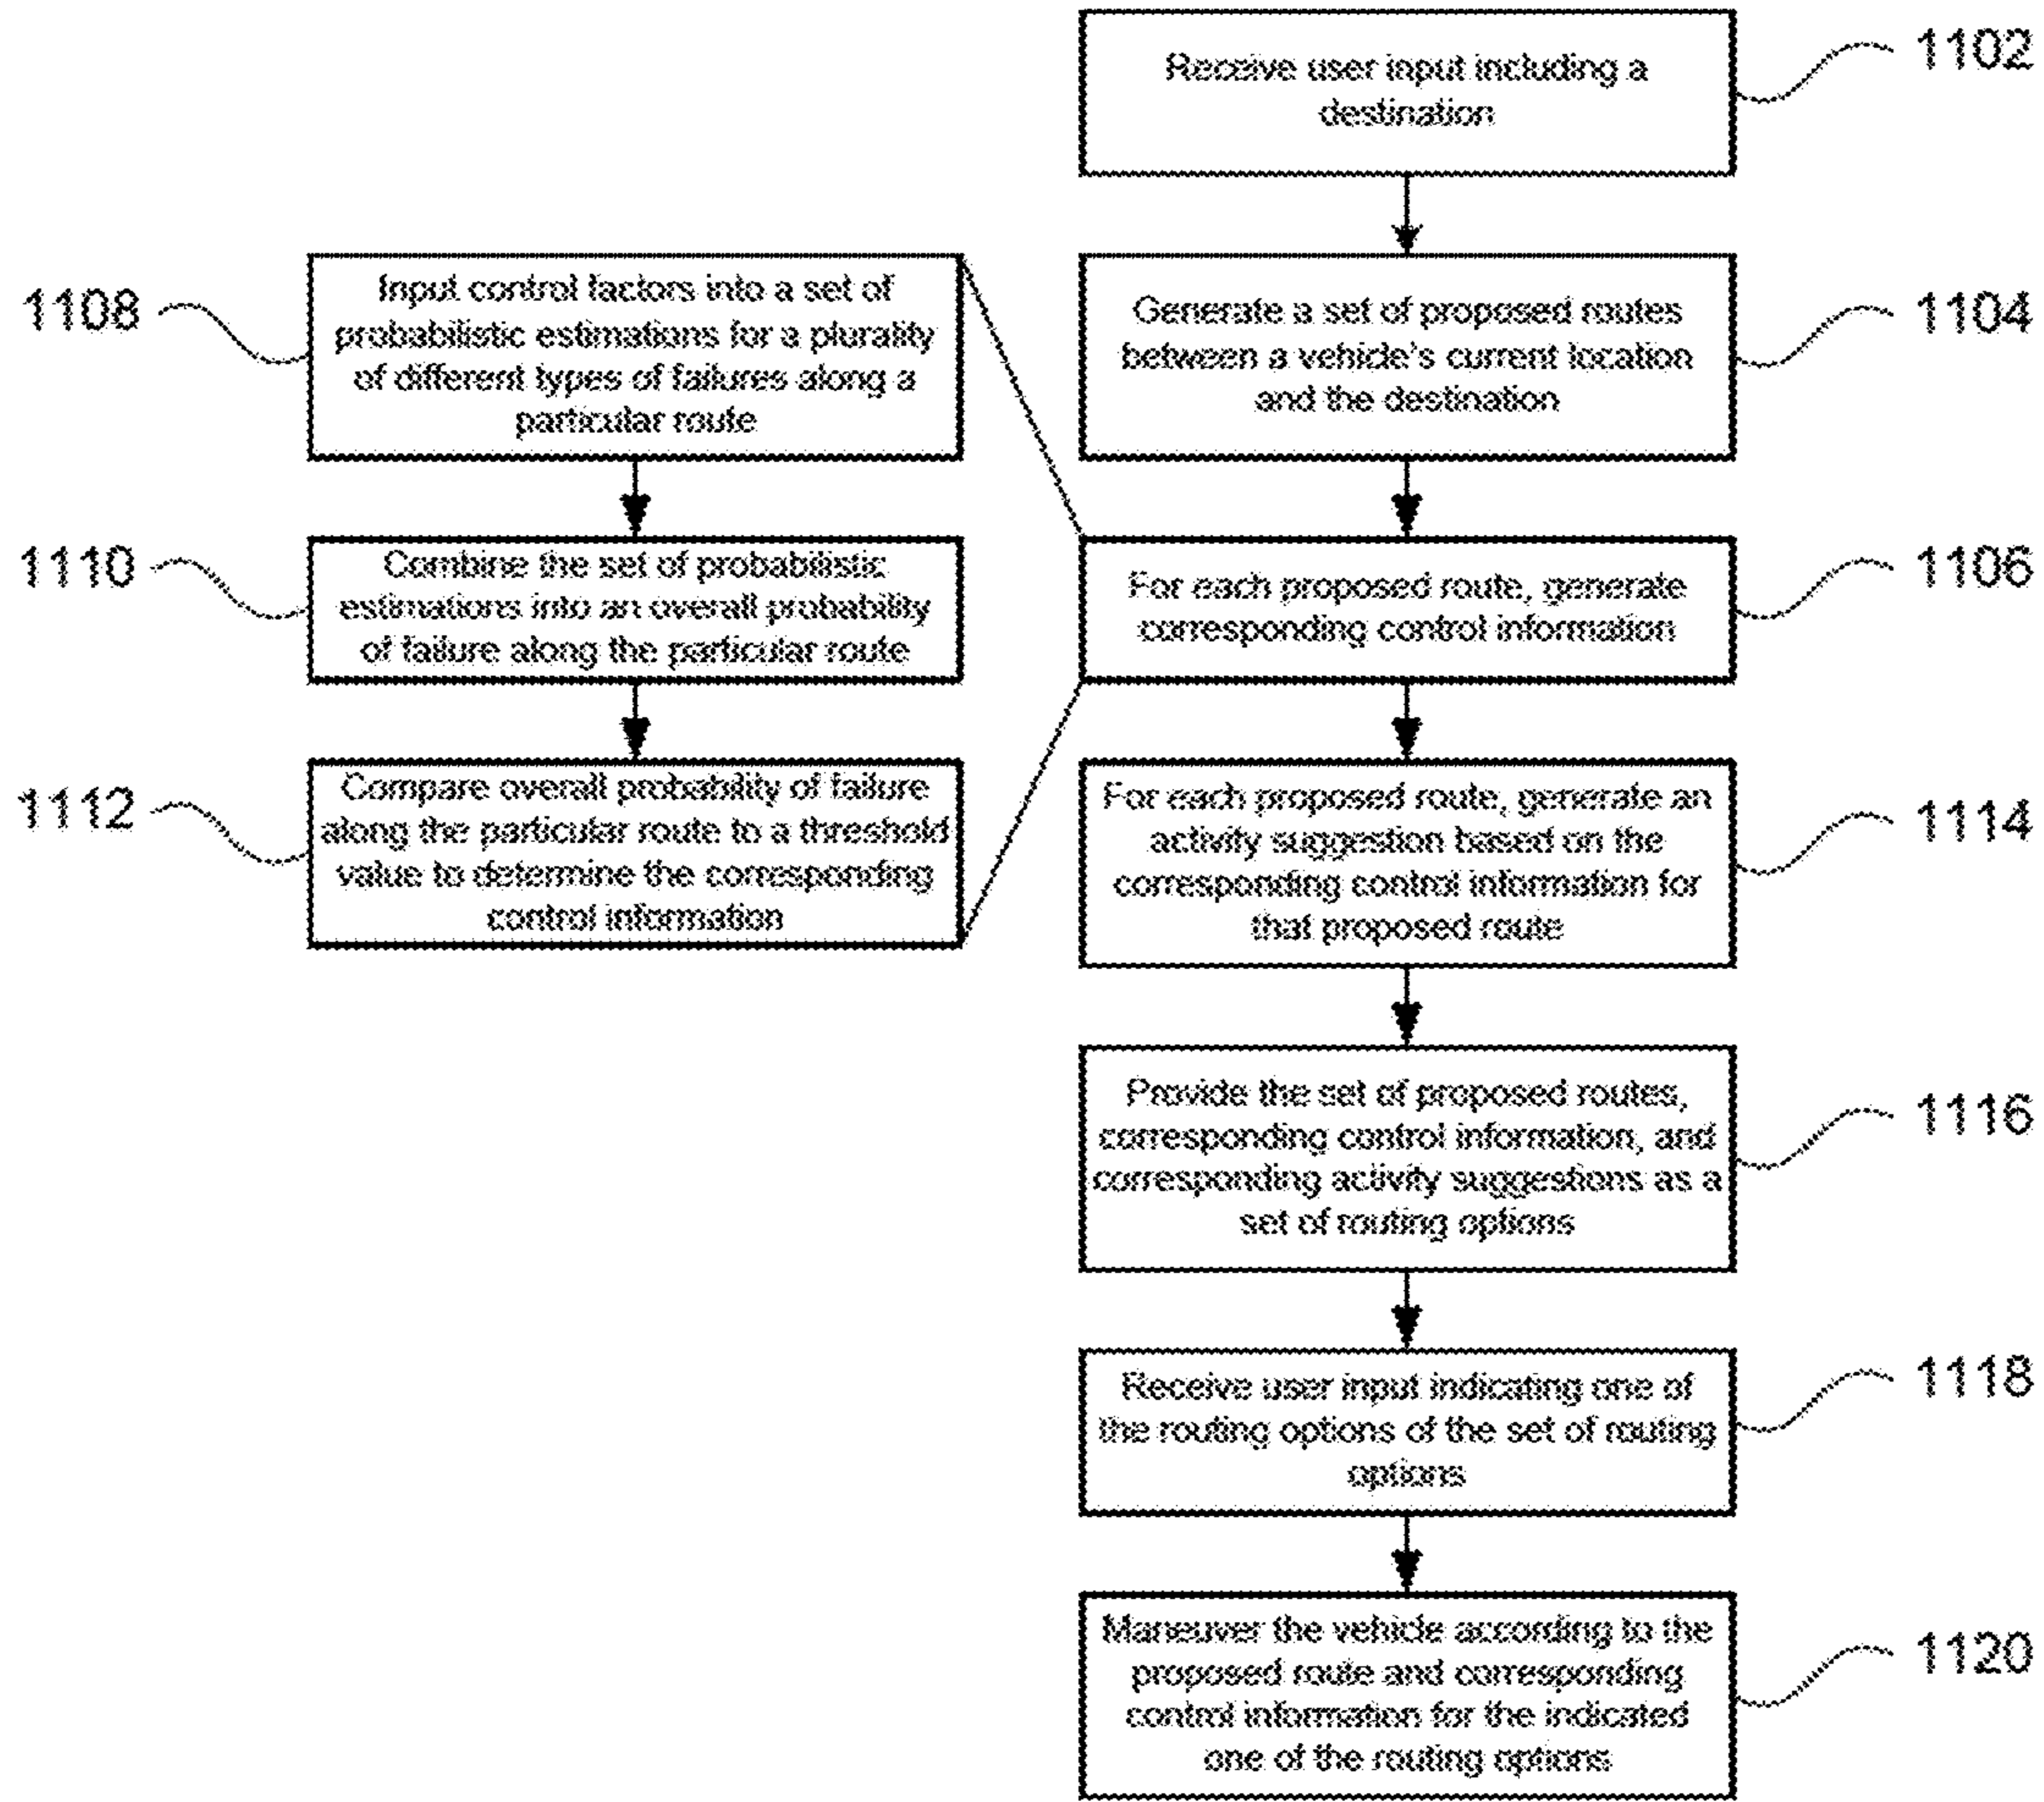 Receive user input including a
destination
1102
Generate a set of proposed routes
between a vehicle's current location
and the destination
1104
For each proposed route, generate
corresponding control information
1106
1108
Input control factors into a set of
probabilistic estimations for a plurality
of different types of failures along a
particular route
1110
Combine the set of probabilistic
estimations into an overall probability
of failure along the particular route
1112
Compare overall probability of failure
along the particular route to a threshold
value to determine the corresponding
control information
For each proposed route, generate an
activity suggestion based on the
corresponding control information for
that proposed route
1114
Provide the set of proposed routes,
corresponding control information, and
corresponding activity suggestions as a
set of routing options
1116
Receive user input indicating one of
the routing options of the set of routing
options
1118
Maneuver the vehicle according to the
proposed route and corresponding
control information for the indicated
one of the routing options
1120